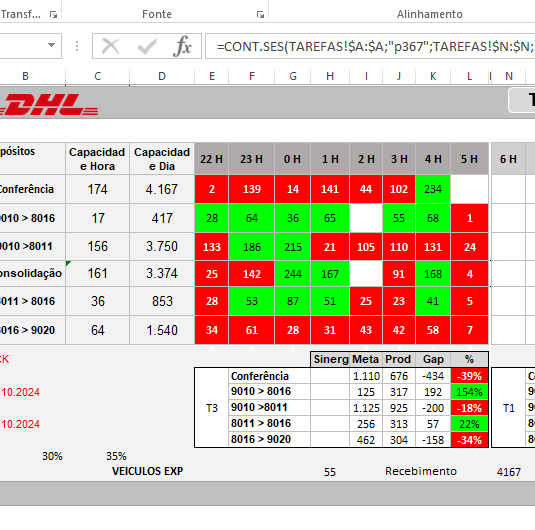 Transf...
Fonte
Alinhamento
fx
=CONT.SES(TAREFAS!$A:$A;"p367";TAREFAS!$N:$N;
B C D E F G H I J K L N
DHL
T
pósitos Capacidad e Hora Capacidad e Dia 22 H 23 H 0 H 1 H 2 H 3 H 4 H 5 H 6 H
Conferência 174 4.167 2 139 14 141 44 102 234
9010 > 8016 17 417 28 64 36 65 55 68 1
9010 >8011 156 3.750 133 186 215 21 105 110 131 24
onsolidação 161 3.374 25 142 244 167 91 168 4
8011 > 8016 36 853 28 53 87 51 25 23 41 5
8016 > 9020 64 1.540 34 61 28 31 43 42 58 7
CK Sinerg Meta Prod Gap %
Conferência 1.110 676 -434 -39%
10.2024 9010 > 8016 125 317 192 154%
T3 9010 >8011 1.125 925 -200 -18% T1
10.2024 8011 > 8016 256 313 57 22%
8016 > 9020 462 304 -158 -34%
30% 35%
VEICULOS EXP 55 Recebimento 4167